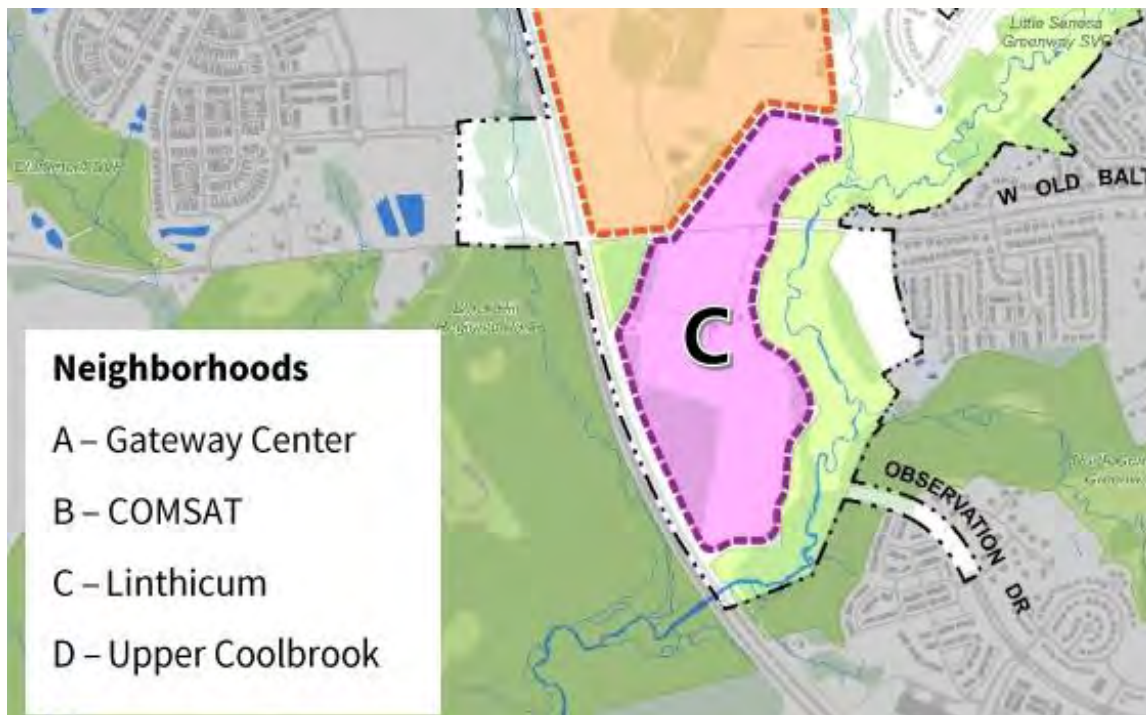 Little Seneca
Greenway SVP
W OLD BALT
C
OBSERVATION DR
Neighborhoods
A – Gateway Center
B – COMSAT
C – Linthicum
D – Upper Coolbrook